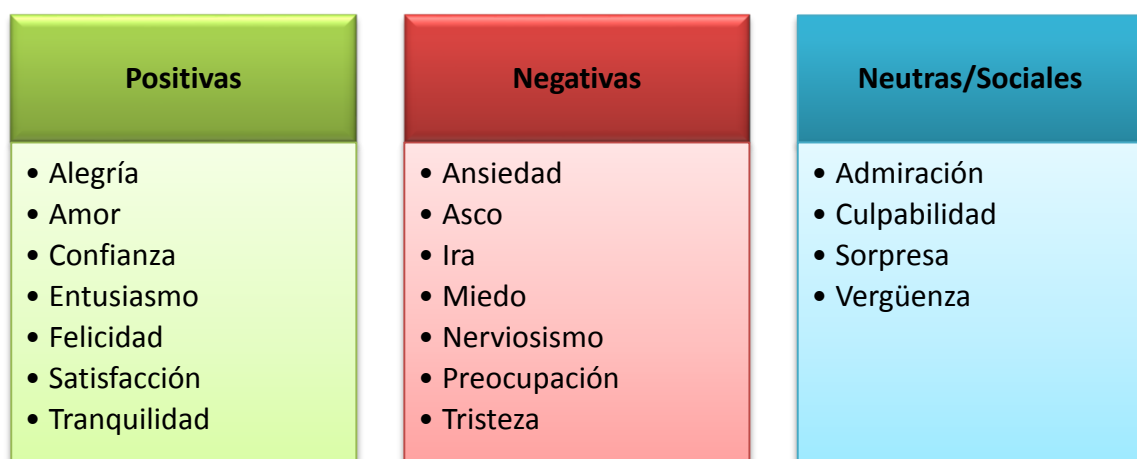 Positivas
• Alegría
• Amor
• Confianza
• Entusiasmo
• Felicidad
• Satisfacción
• Tranquilidad
Negativas
• Ansiedad
• Asco
• Ira
• Miedo
• Nerviosismo
• Preocupación
• Tristeza
Neutras/Sociales
• Admiración
• Culpabilidad
• Sorpresa
• Vergüenza